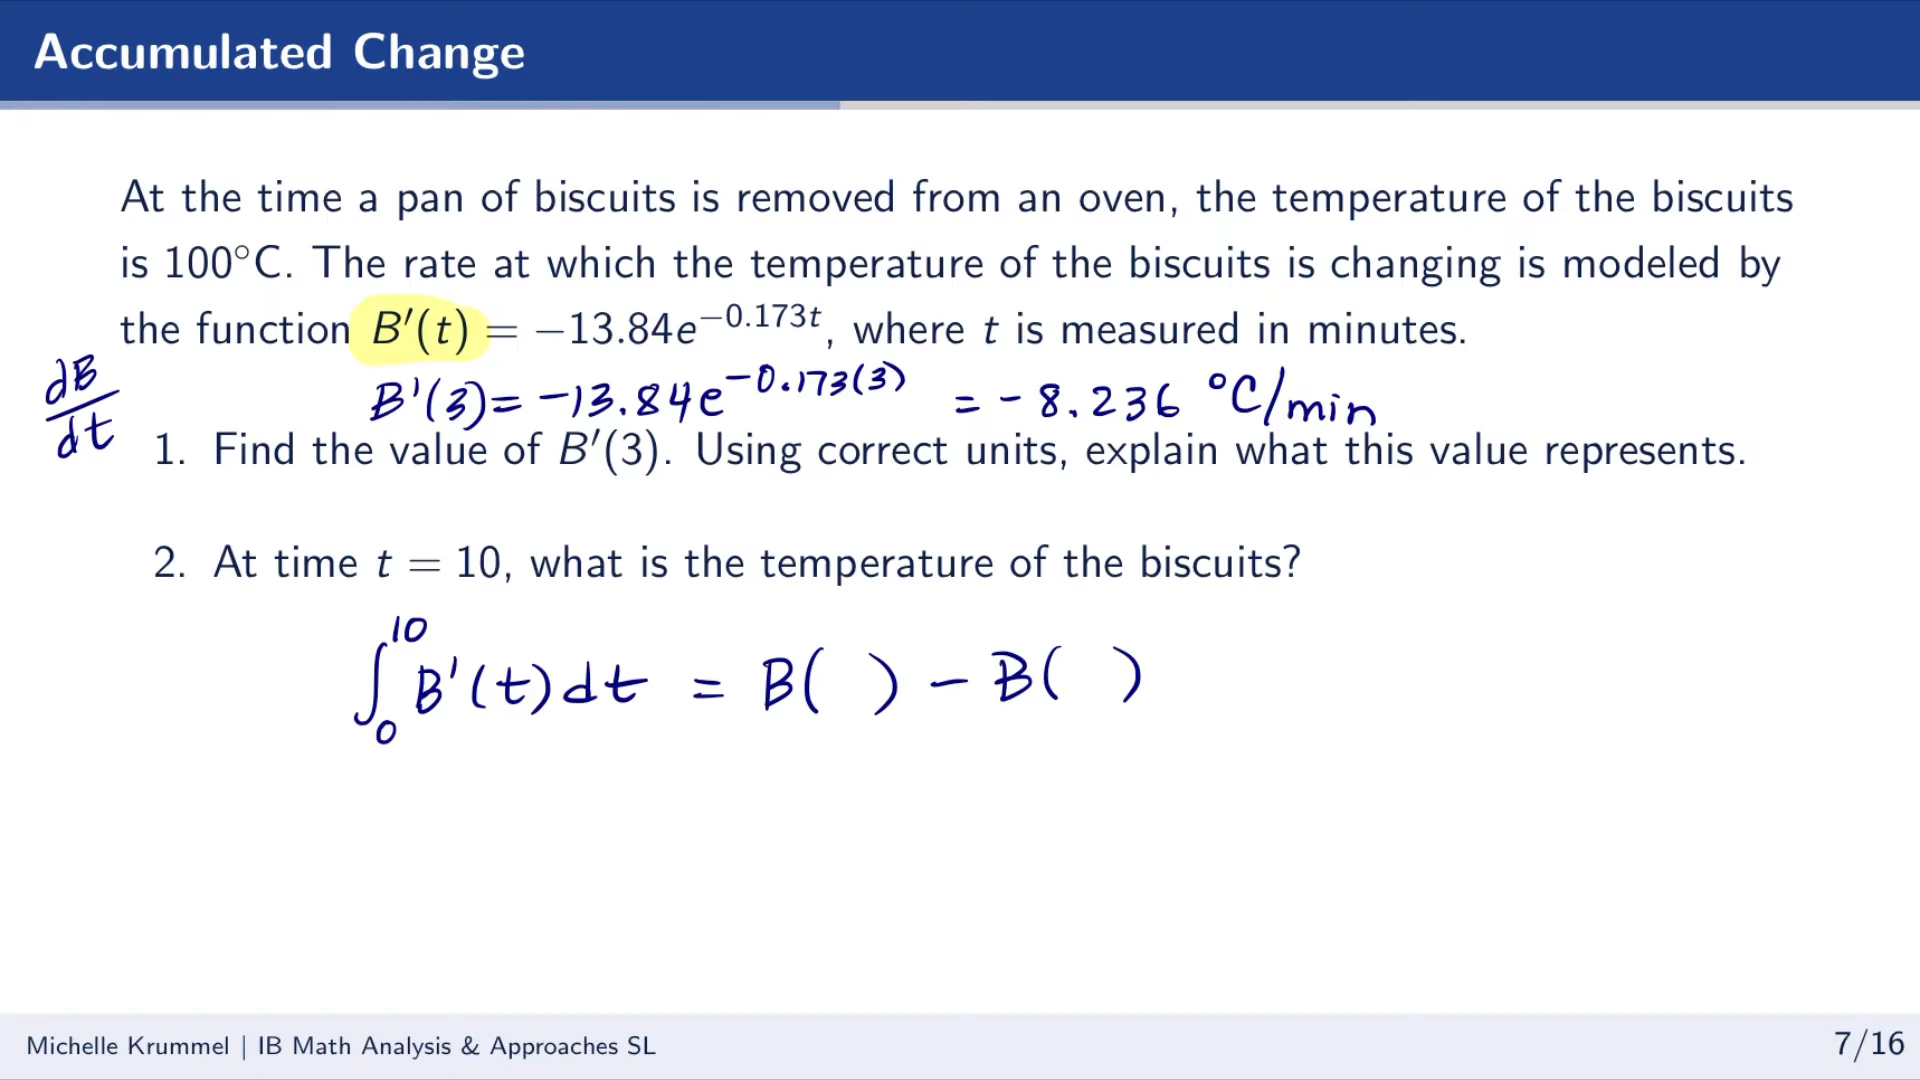 Accumulated Change
At the time a pan of biscuits is removed from an oven, the temperature of the biscuits
is 100°C. The rate at which the temperature of the biscuits is changing is modeled by
the function B′(t) = −13.84e^{−0.173t}, where t is measured in minutes.
dB/dt
B'(3) = -13.84e^{-0.173(3)} = -8.236 °C/min
1. Find the value of B′(3). Using correct units, explain what this value represents.
2. At time t = 10, what is the temperature of the biscuits?
∫_0^{10} B'(t)dt = B( ) - B( )
Michelle Krummel | IB Math Analysis & Approaches SL
7/16